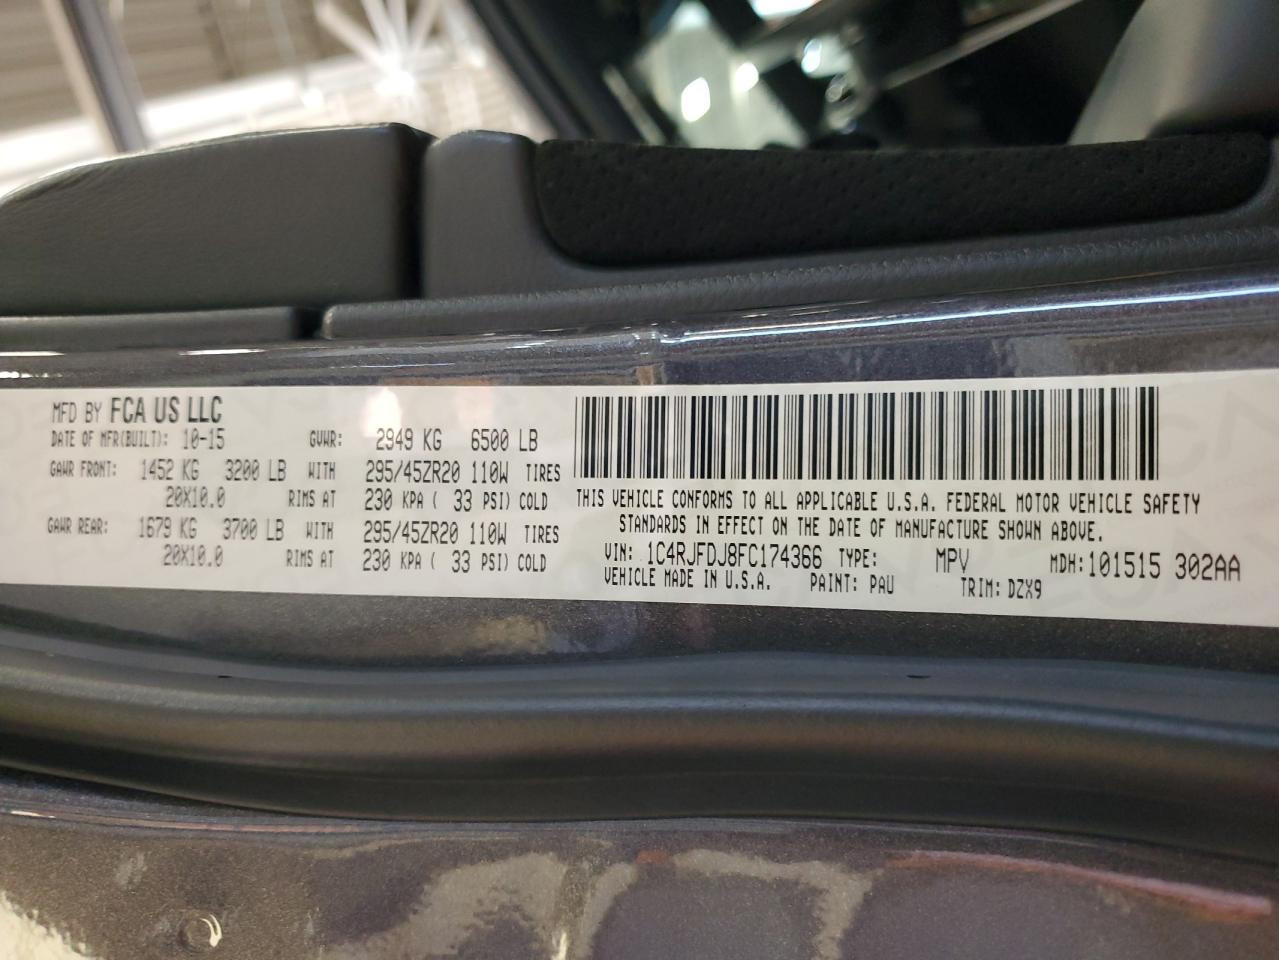 MFD BY FCA US LLC
DATE OF MFR(BUILT): 10-15 GVWR: 2949 KG 6500 LB
GAWR FRONT: 1452 KG 3200 LB WITH 295/45ZR20 110W TIRES
20X10.0 RIMS AT 230 KPA ( 33 PSI) COLD
GAWR REAR: 1679 KG 3700 LB WITH 295/45ZR20 110W TIRES
20X10.0 RIMS AT 230 KPA ( 33 PSI) COLD
THIS VEHICLE CONFORMS TO ALL APPLICABLE U.S.A. FEDERAL MOTOR VEHICLE SAFETY
STANDARDS IN EFFECT ON THE DATE OF MANUFACTURE SHOWN ABOVE.
VIN: 1C4RJFDJ8FC174366 TYPE: MPV MDH: 101515 302AA
VEHICLE MADE IN U.S.A. PAINT: PAU TRIM: DZX9